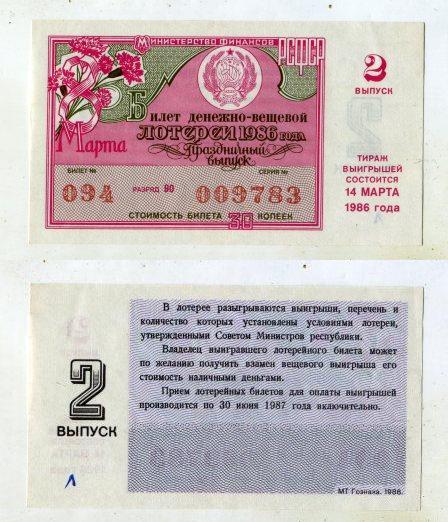 Министерство финансов РСФСР
8 Марта
Билет денежно-вещевой
лотереи 1986 года
Праздничный
выпуск
БИЛЕТ №
СЕРИЯ №
094
РАЗРЯД 90
009783
СТОИМОСТЬ БИЛЕТА 30 КОПЕЕК
2
ВЫПУСК
ТИРАЖ
ВЫИГРЫШЕЙ
СОСТОИТСЯ
14 МАРТА
1986 года
Л
2
ВЫПУСК
Л
В лотерее разыгрываются выигрыши, перечень и
количество которых установлены условиями лотереи,
утвержденными Советом Министров республики.
Владелец выигравшего лотерейного билета может
по желанию получить взамен вещевого выигрыша его
стоимость наличными деньгами.
Прием лотерейных билетов для оплаты выигрышей
производится по 30 июня 1987 года включительно.
МТ Гознака. 1986.